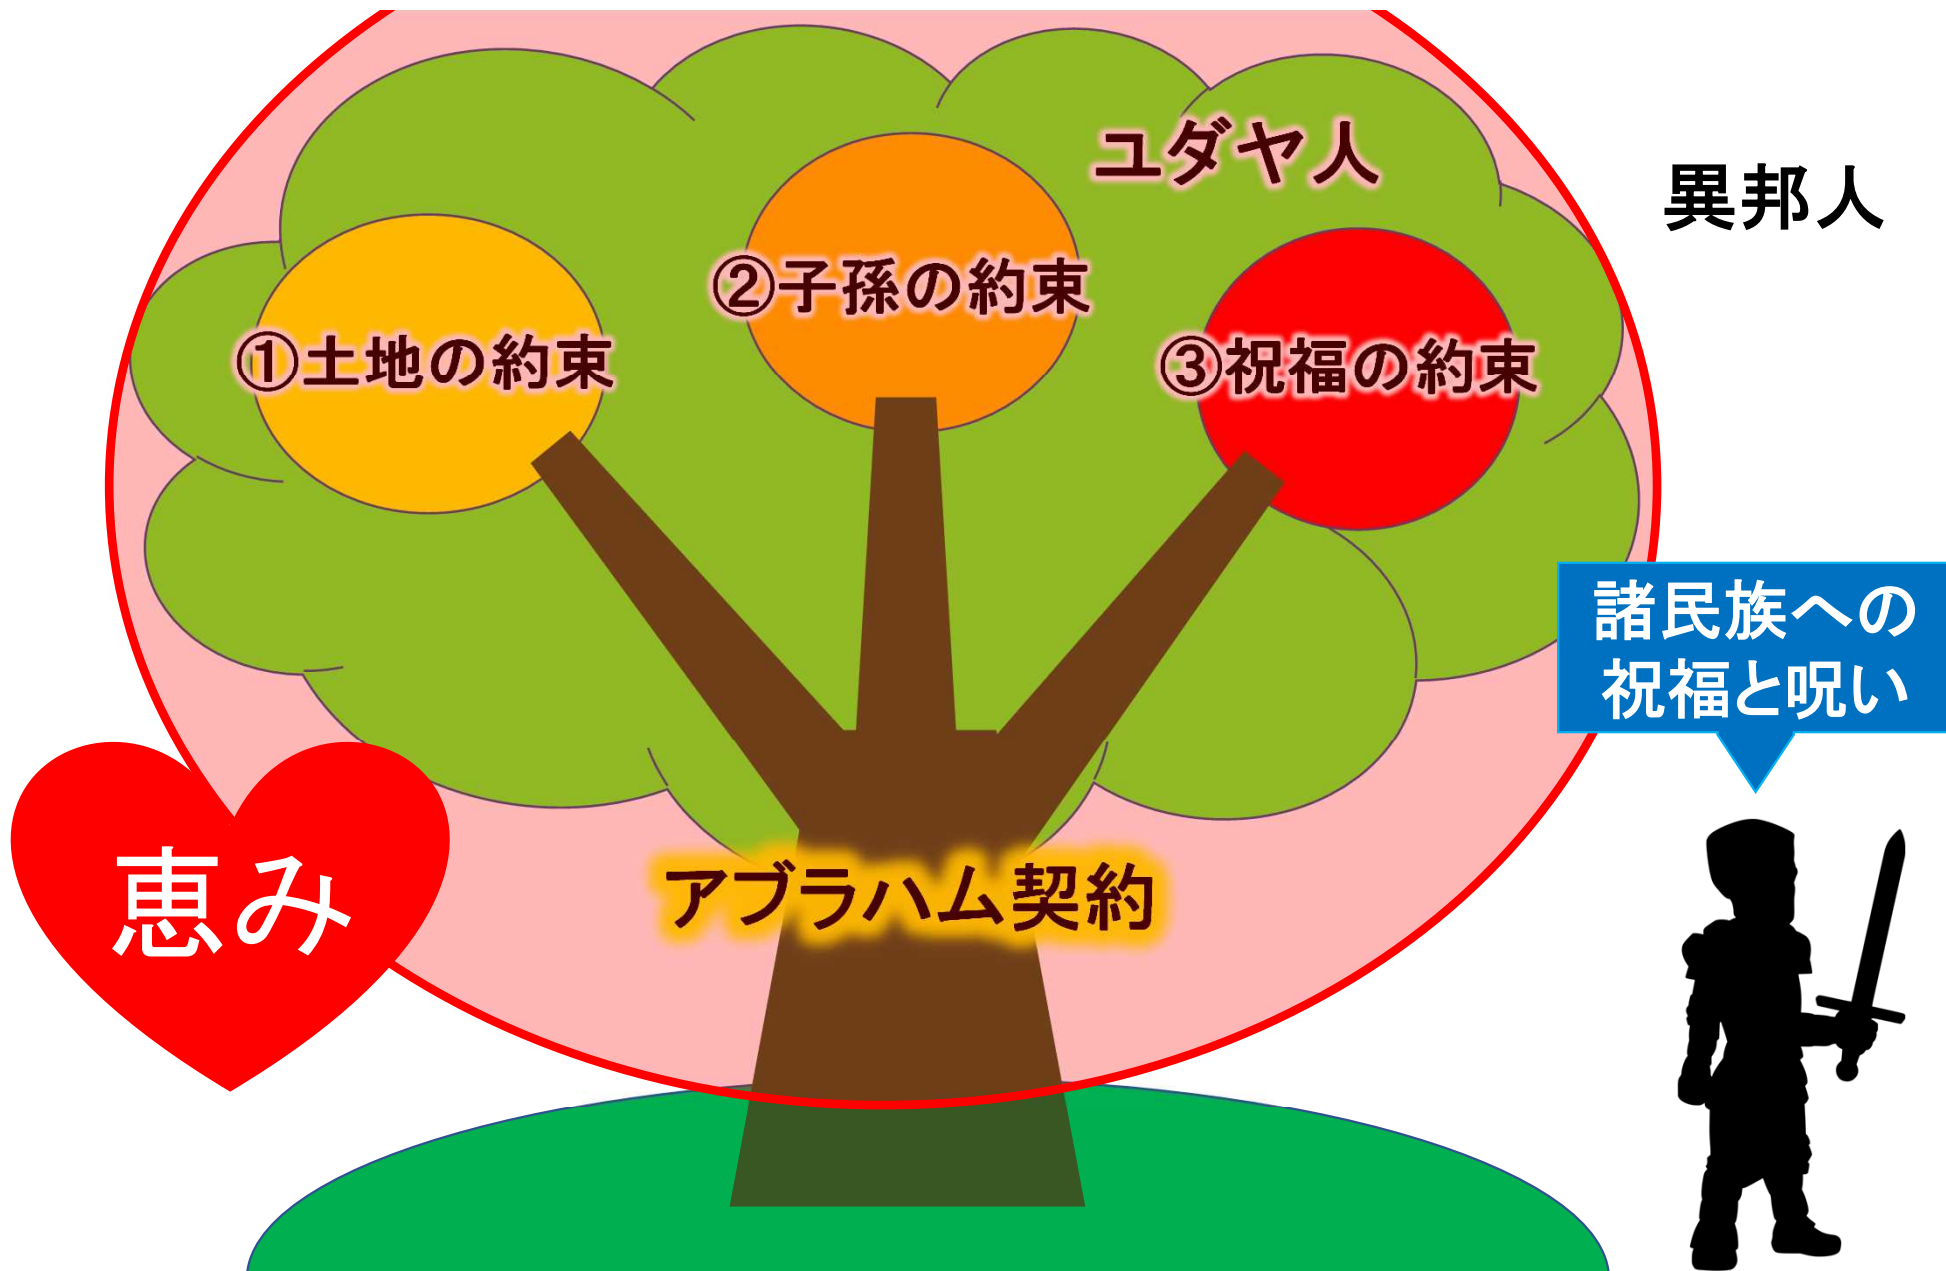 ユダヤ人
異邦人
②子孫の約束
①土地の約束
③祝福の約束
諸民族への
祝福と呪い
恵み
アブラハム契約